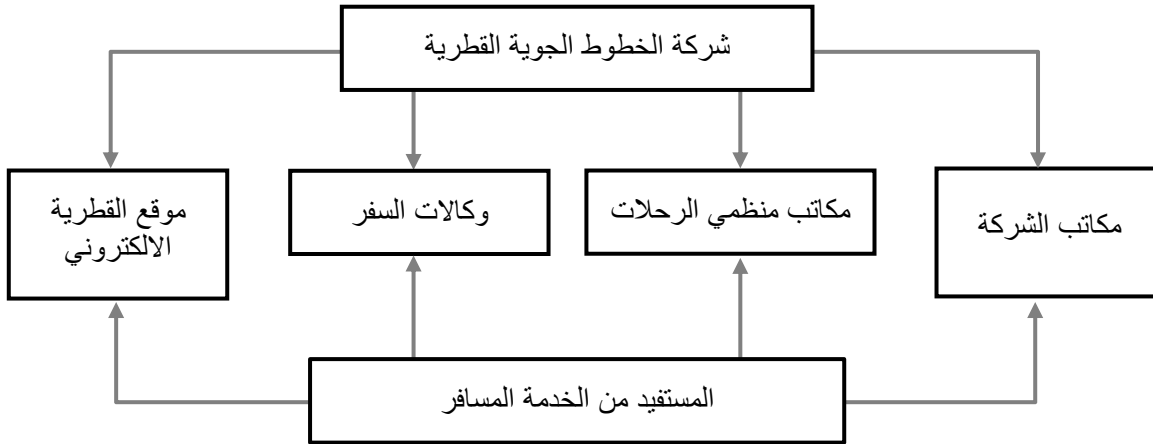 شركة الخطوط الجوية القطرية
مكاتب الشركة
مكاتب منظمي الرحلات
وكالات السفر
موقع القطرية
الالكتروني
المستفيد من الخدمة المسافر